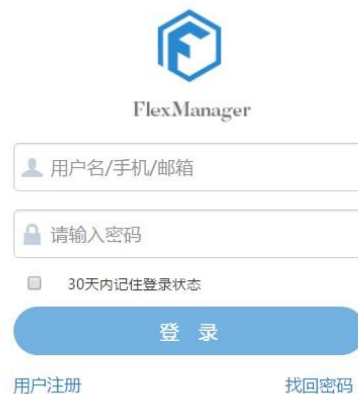 FlexManager
用户名/手机/邮箱
请输入密码
30天内记住登录状态
登 录
用户注册 找回密码